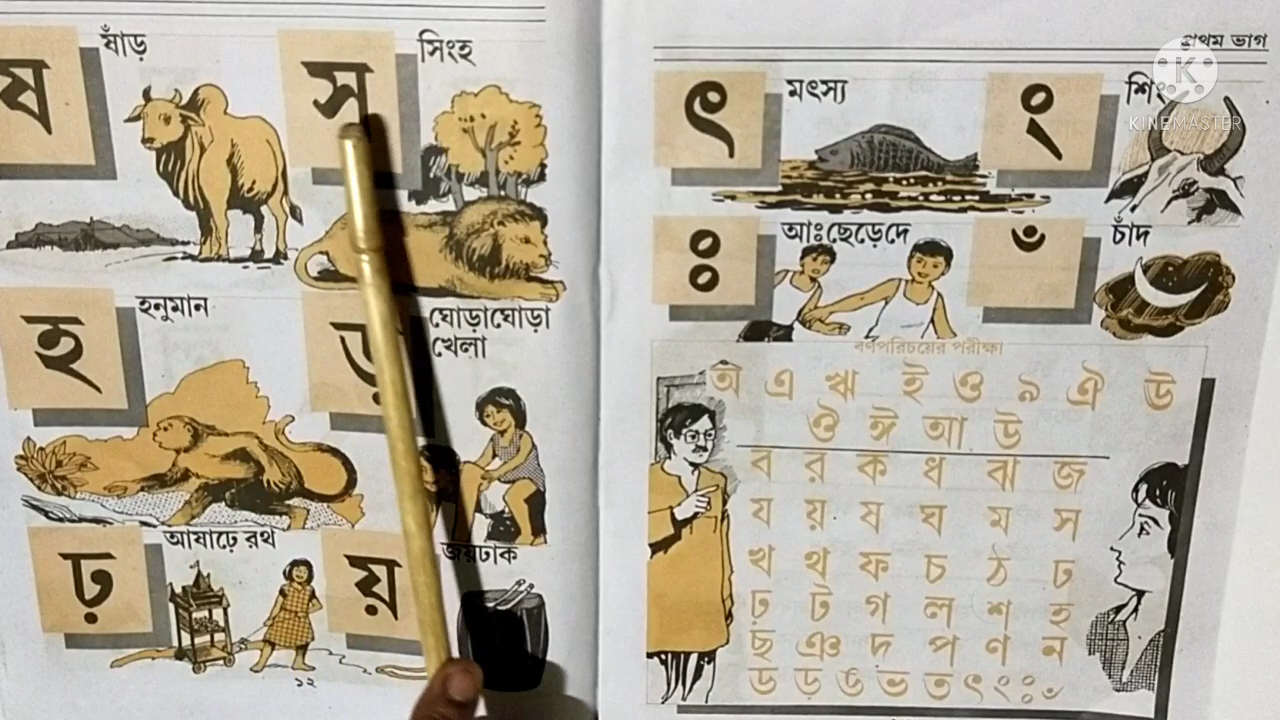 ষ
ষাঁড়
স
সিংহ
হ
হনুমান
ড়
ঘোড়াঘোড়া
খেলা
ঢ়
আষাঢ়ে রথ
য়
জয়ঢাক
১২
প্রথম ভাগ
ৎ
মৎস্য
ং
শিং
ঃ
আঃছেড়েদে
ঁ
চাঁদ
বর্ণপরিচয়ের পরীক্ষা
অ এ ঋ ই ও ৯ ঐ ঊ
ঔ ঈ আ উ
ব র ক ধ ঝ জ
য য় ষ ঘ ম স
খ থ ফ চ ঠ ঢ
ঢ় ট গ ল শ হ
ছ ঞ দ প ণ ন
ড ড় ঙ ভ ত ৎ ং ঃ ঁ
K
KINEMASTER